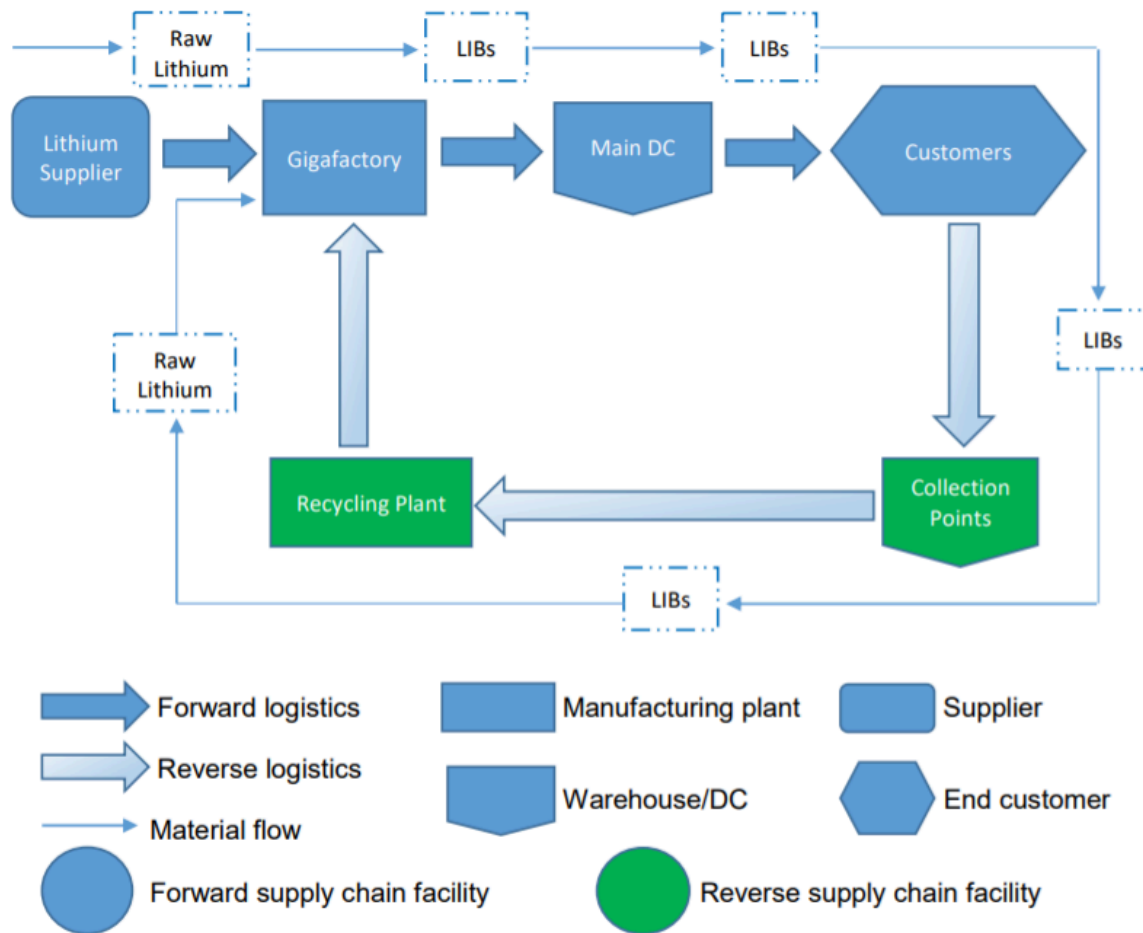 Raw
Lithium
LIBs
LIBs
Lithium
Supplier
Gigafactory
Main DC
Customers
Raw
Lithium
LIBs
Recycling Plant
Collection
Points
LIBs
Forward logistics
Manufacturing plant
Supplier
Reverse logistics
Warehouse/DC
End customer
Material flow
Forward supply chain facility
Reverse supply chain facility